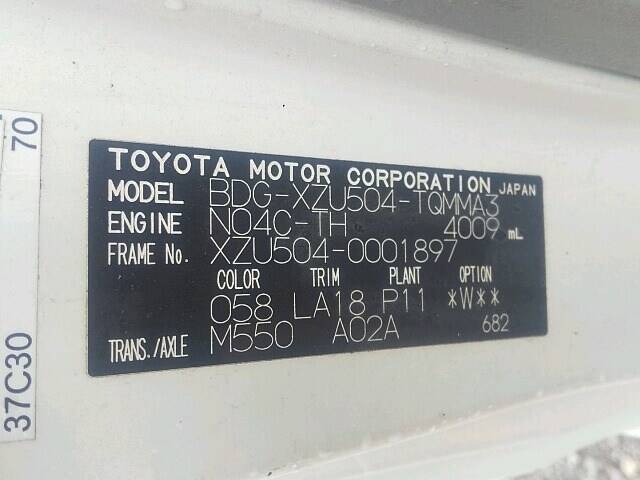 TOYOTA MOTOR CORPORATION JAPAN
MODEL BDG-XZU504-TQMMA3
ENGINE N04C-TH 4009 mL
FRAME No. XZU504-0001897
COLOR TRIM PLANT OPTION
058 LA18 P11 *W**
TRANS./AXLE M550 A02A 682
70
37C30